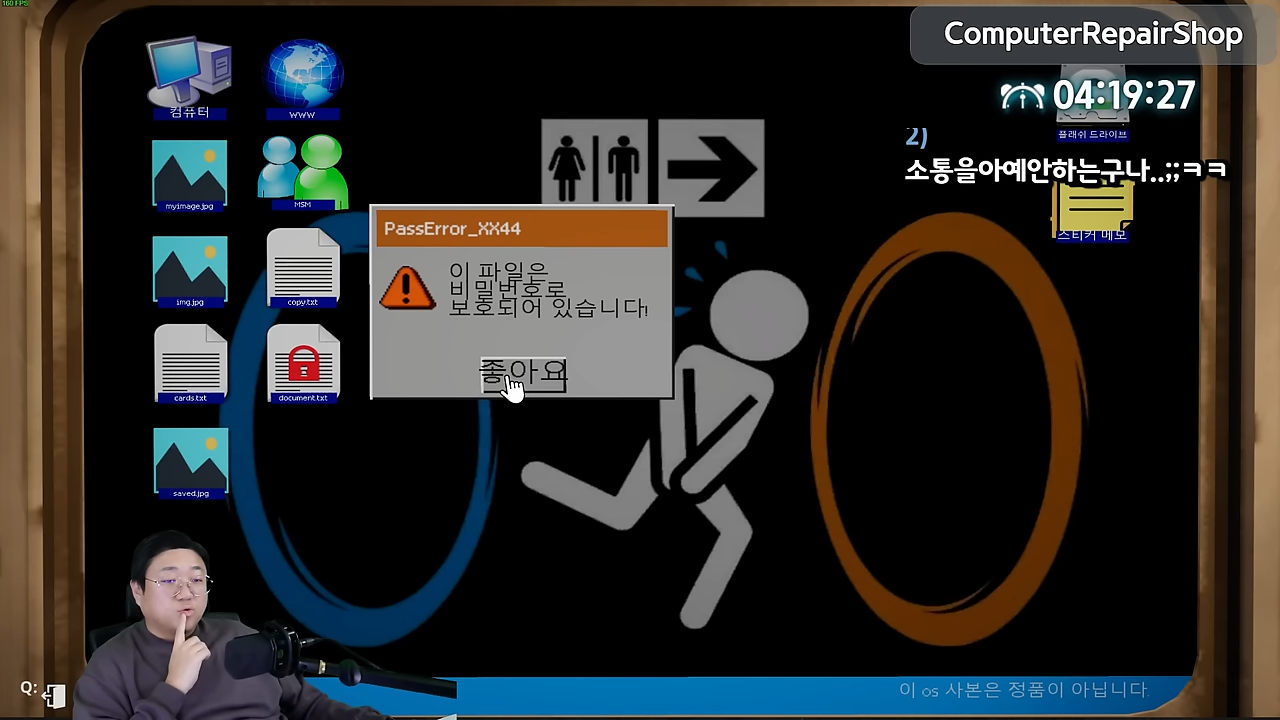 160 FPS
ComputerRepairShop
04:19:27
2)
소통을아예안하는구나..;;ㅋㅋ
컴퓨터
www
플래쉬 드라이브
myimage.jpg
MSM
스티커 메모
PassError_XX44
이 파일은
비밀번호로
보호되어 있습니다!
좋아요
img.jpg
copy.txt
cards.txt
document.txt
saved.jpg
Q:
이 os 사본은 정품이 아닙니다.